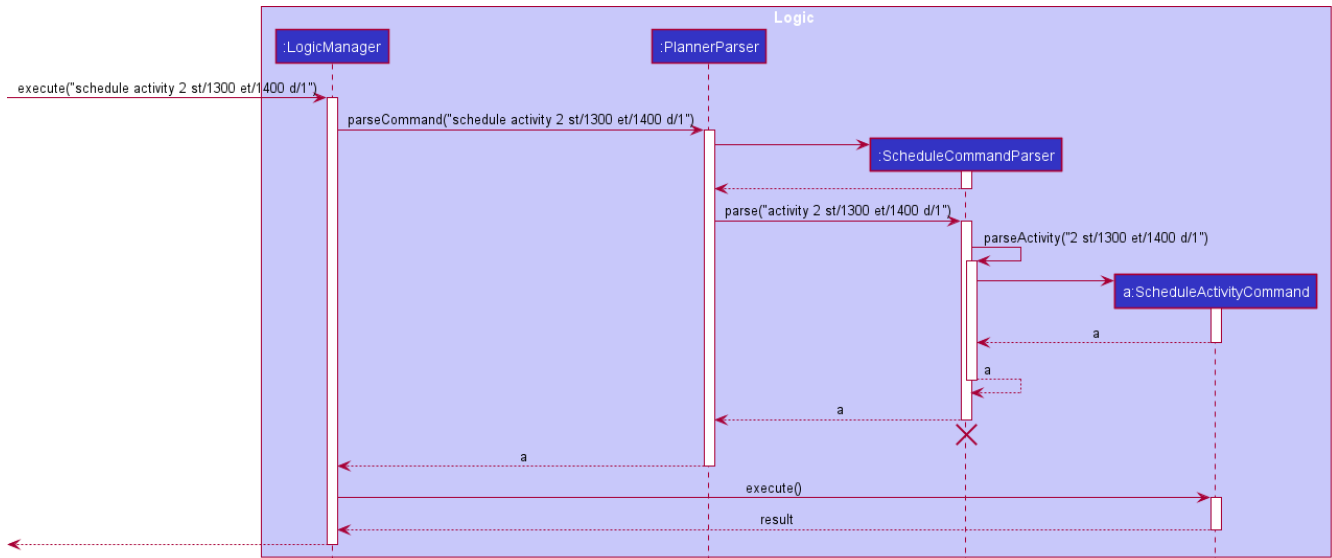 Logic
:LogicManager
:PlannerParser
execute("schedule activity 2 st/1300 et/1400 d/1")
parseCommand("schedule activity 2 st/1300 et/1400 d/1")
:ScheduleCommandParser
parse("activity 2 st/1300 et/1400 d/1")
parseActivity("2 st/1300 et/1400 d/1")
a:ScheduleActivityCommand
a
a
a
a
execute()
result